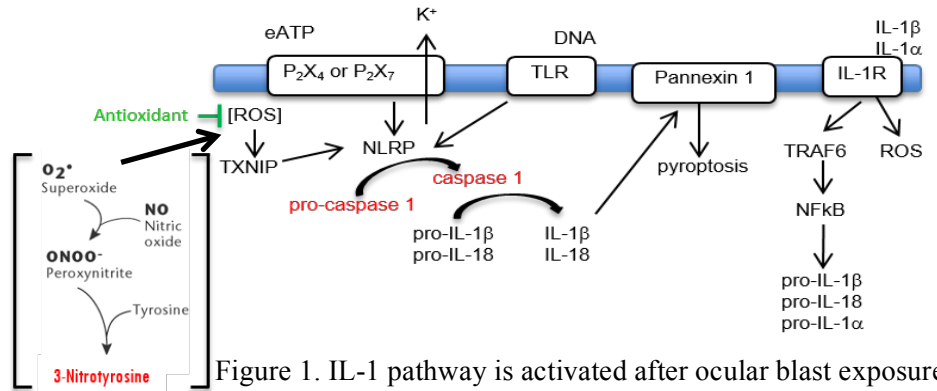 K+
eATP
DNA
IL-1β
IL-1α
P2X4 or P2X7
TLR
Pannexin 1
IL-1R
Antioxidant
[ROS]
TXNIP
NLRP
pro-caspase 1
caspase 1
pro-IL-1β
pro-IL-18
IL-1β
IL-18
pyroptosis
TRAF6
ROS
NFkB
pro-IL-1β
pro-IL-18
pro-IL-1α
O2•
Superoxide
NO
Nitric
oxide
ONOO-
Peroxynitrite
Tyrosine
3-Nitrotyrosine
Figure 1. IL-1 pathway is activated after ocular blast exposure